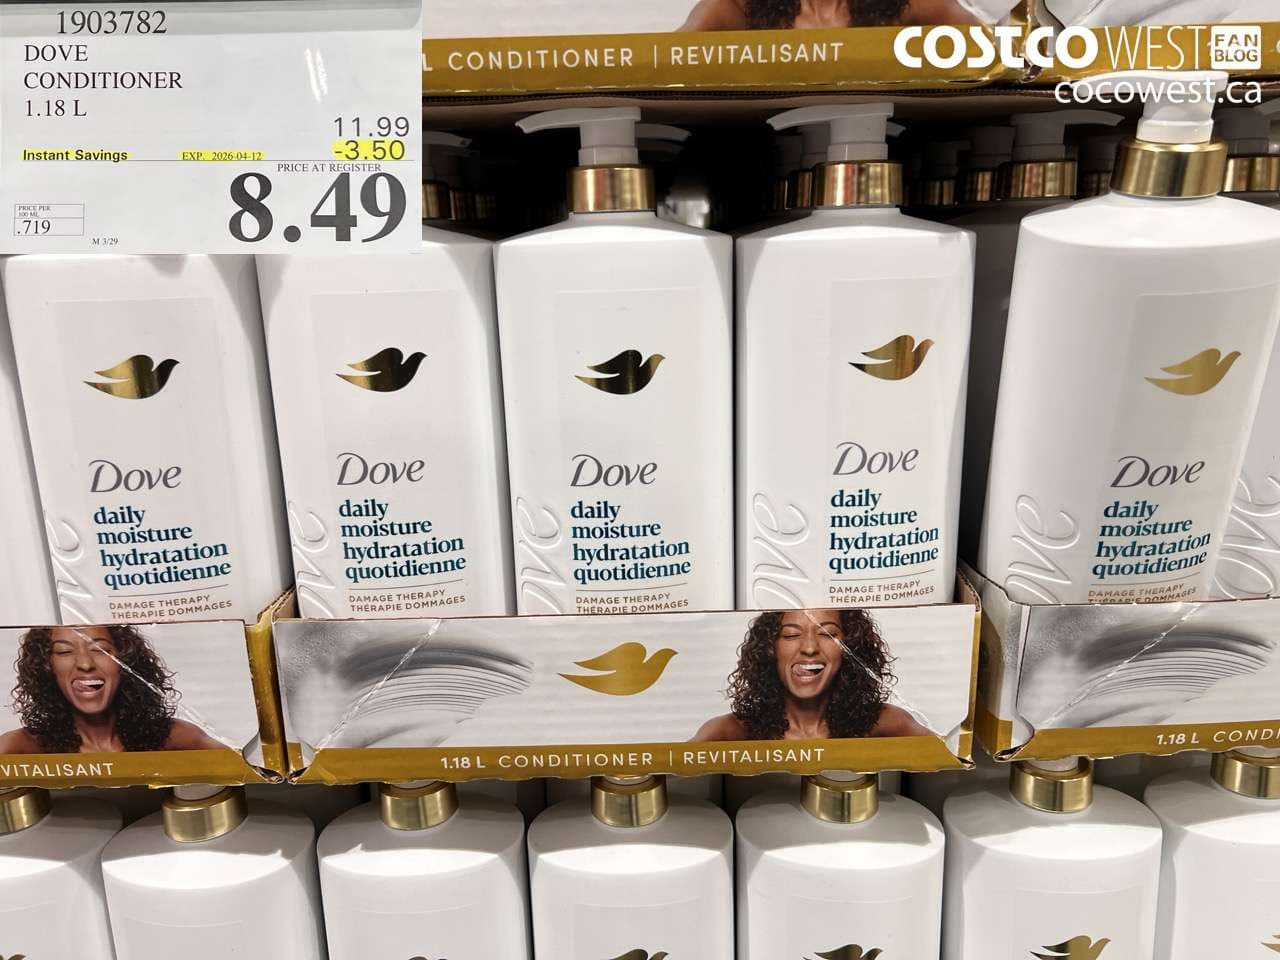 1903782
DOVE
CONDITIONER
1.18 L
11.99
Instant Savings EXP. 2026-04-12 -3.50
PRICE AT REGISTER
8.49
PRICE PER
100 ML
.719
M 3/29
L CONDITIONER | REVITALISANT
COSTCO WEST FAN BLOG
cocowest.ca
Dove
daily
moisture
hydratation
quotidienne
DAMAGE THERAPY
THÉRAPIE DOMMAGES
Dove
daily
moisture
hydratation
quotidienne
DAMAGE THERAPY
THÉRAPIE DOMMAGES
Dove
daily
moisture
hydratation
quotidienne
DAMAGE THERAPY
THÉRAPIE DOMMAGES
Dove
daily
moisture
hydratation
quotidienne
DAMAGE THERAPY
THÉRAPIE DOMMAGES
Dove
daily
moisture
hydratation
quotidienne
DAMAGE THERAPY
THÉRAPIE DOMMAGES
VITALISANT
1.18 L CONDITIONER | REVITALISANT
1.18 L CONDI